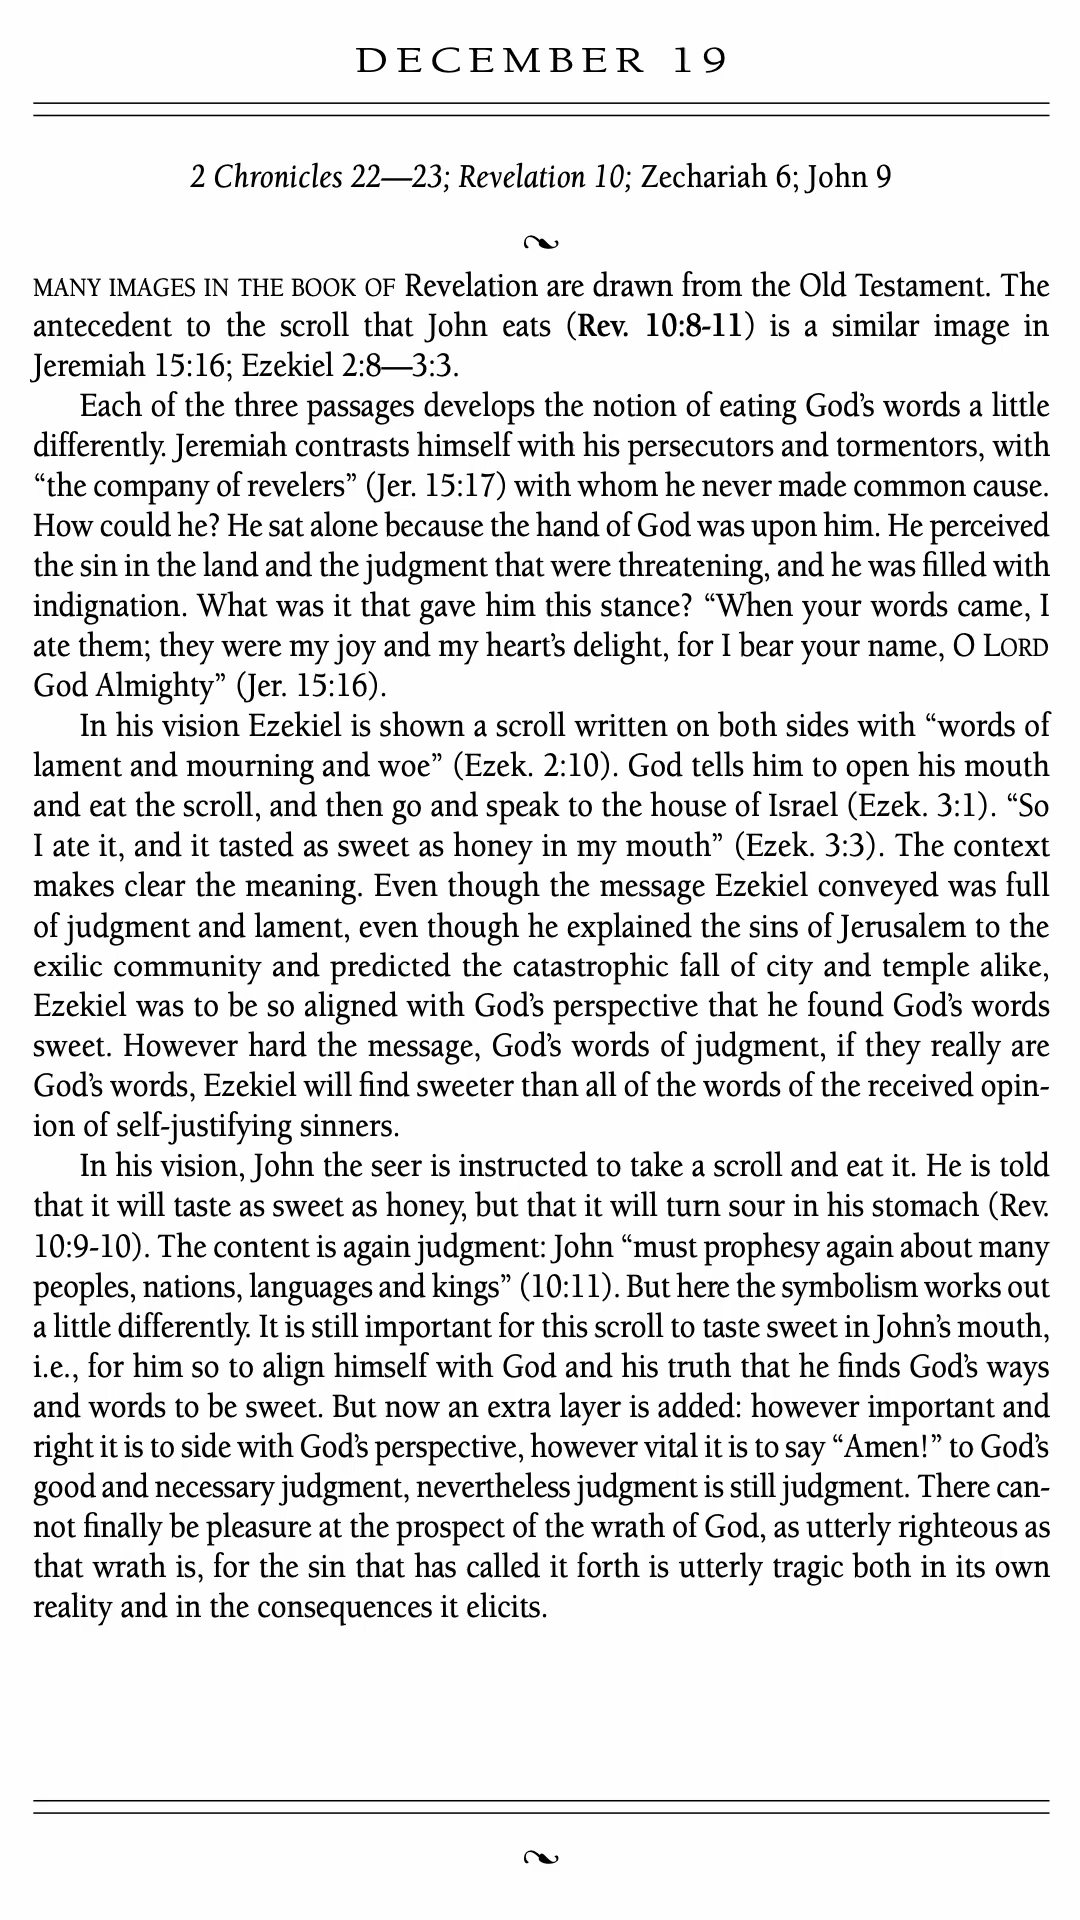 DECEMBER 19
2 Chronicles 22—23; Revelation 10; Zechariah 6; John 9
MANY IMAGES IN THE BOOK OF Revelation are drawn from the Old Testament. The
antecedent to the scroll that John eats (Rev. 10:8-11) is a similar image in
Jeremiah 15:16; Ezekiel 2:8—3:3.
Each of the three passages develops the notion of eating God’s words a little
differently. Jeremiah contrasts himself with his persecutors and tormentors, with
“the company of revelers” (Jer. 15:17) with whom he never made common cause.
How could he? He sat alone because the hand of God was upon him. He perceived
the sin in the land and the judgment that were threatening, and he was filled with
indignation. What was it that gave him this stance? “When your words came, I
ate them; they were my joy and my heart’s delight, for I bear your name, O LORD
God Almighty” (Jer. 15:16).
In his vision Ezekiel is shown a scroll written on both sides with “words of
lament and mourning and woe” (Ezek. 2:10). God tells him to open his mouth
and eat the scroll, and then go and speak to the house of Israel (Ezek. 3:1). “So
I ate it, and it tasted as sweet as honey in my mouth” (Ezek. 3:3). The context
makes clear the meaning. Even though the message Ezekiel conveyed was full
of judgment and lament, even though he explained the sins of Jerusalem to the
exilic community and predicted the catastrophic fall of city and temple alike,
Ezekiel was to be so aligned with God’s perspective that he found God’s words
sweet. However hard the message, God’s words of judgment, if they really are
God’s words, Ezekiel will find sweeter than all of the words of the received opin-
ion of self-justifying sinners.
In his vision, John the seer is instructed to take a scroll and eat it. He is told
that it will taste as sweet as honey, but that it will turn sour in his stomach (Rev.
10:9-10). The content is again judgment: John “must prophesy again about many
peoples, nations, languages and kings” (10:11). But here the symbolism works out
a little differently. It is still important for this scroll to taste sweet in John’s mouth,
i.e., for him so to align himself with God and his truth that he finds God’s ways
and words to be sweet. But now an extra layer is added: however important and
right it is to side with God’s perspective, however vital it is to say “Amen!” to God’s
good and necessary judgment, nevertheless judgment is still judgment. There can-
not finally be pleasure at the prospect of the wrath of God, as utterly righteous as
that wrath is, for the sin that has called it forth is utterly tragic both in its own
reality and in the consequences it elicits.